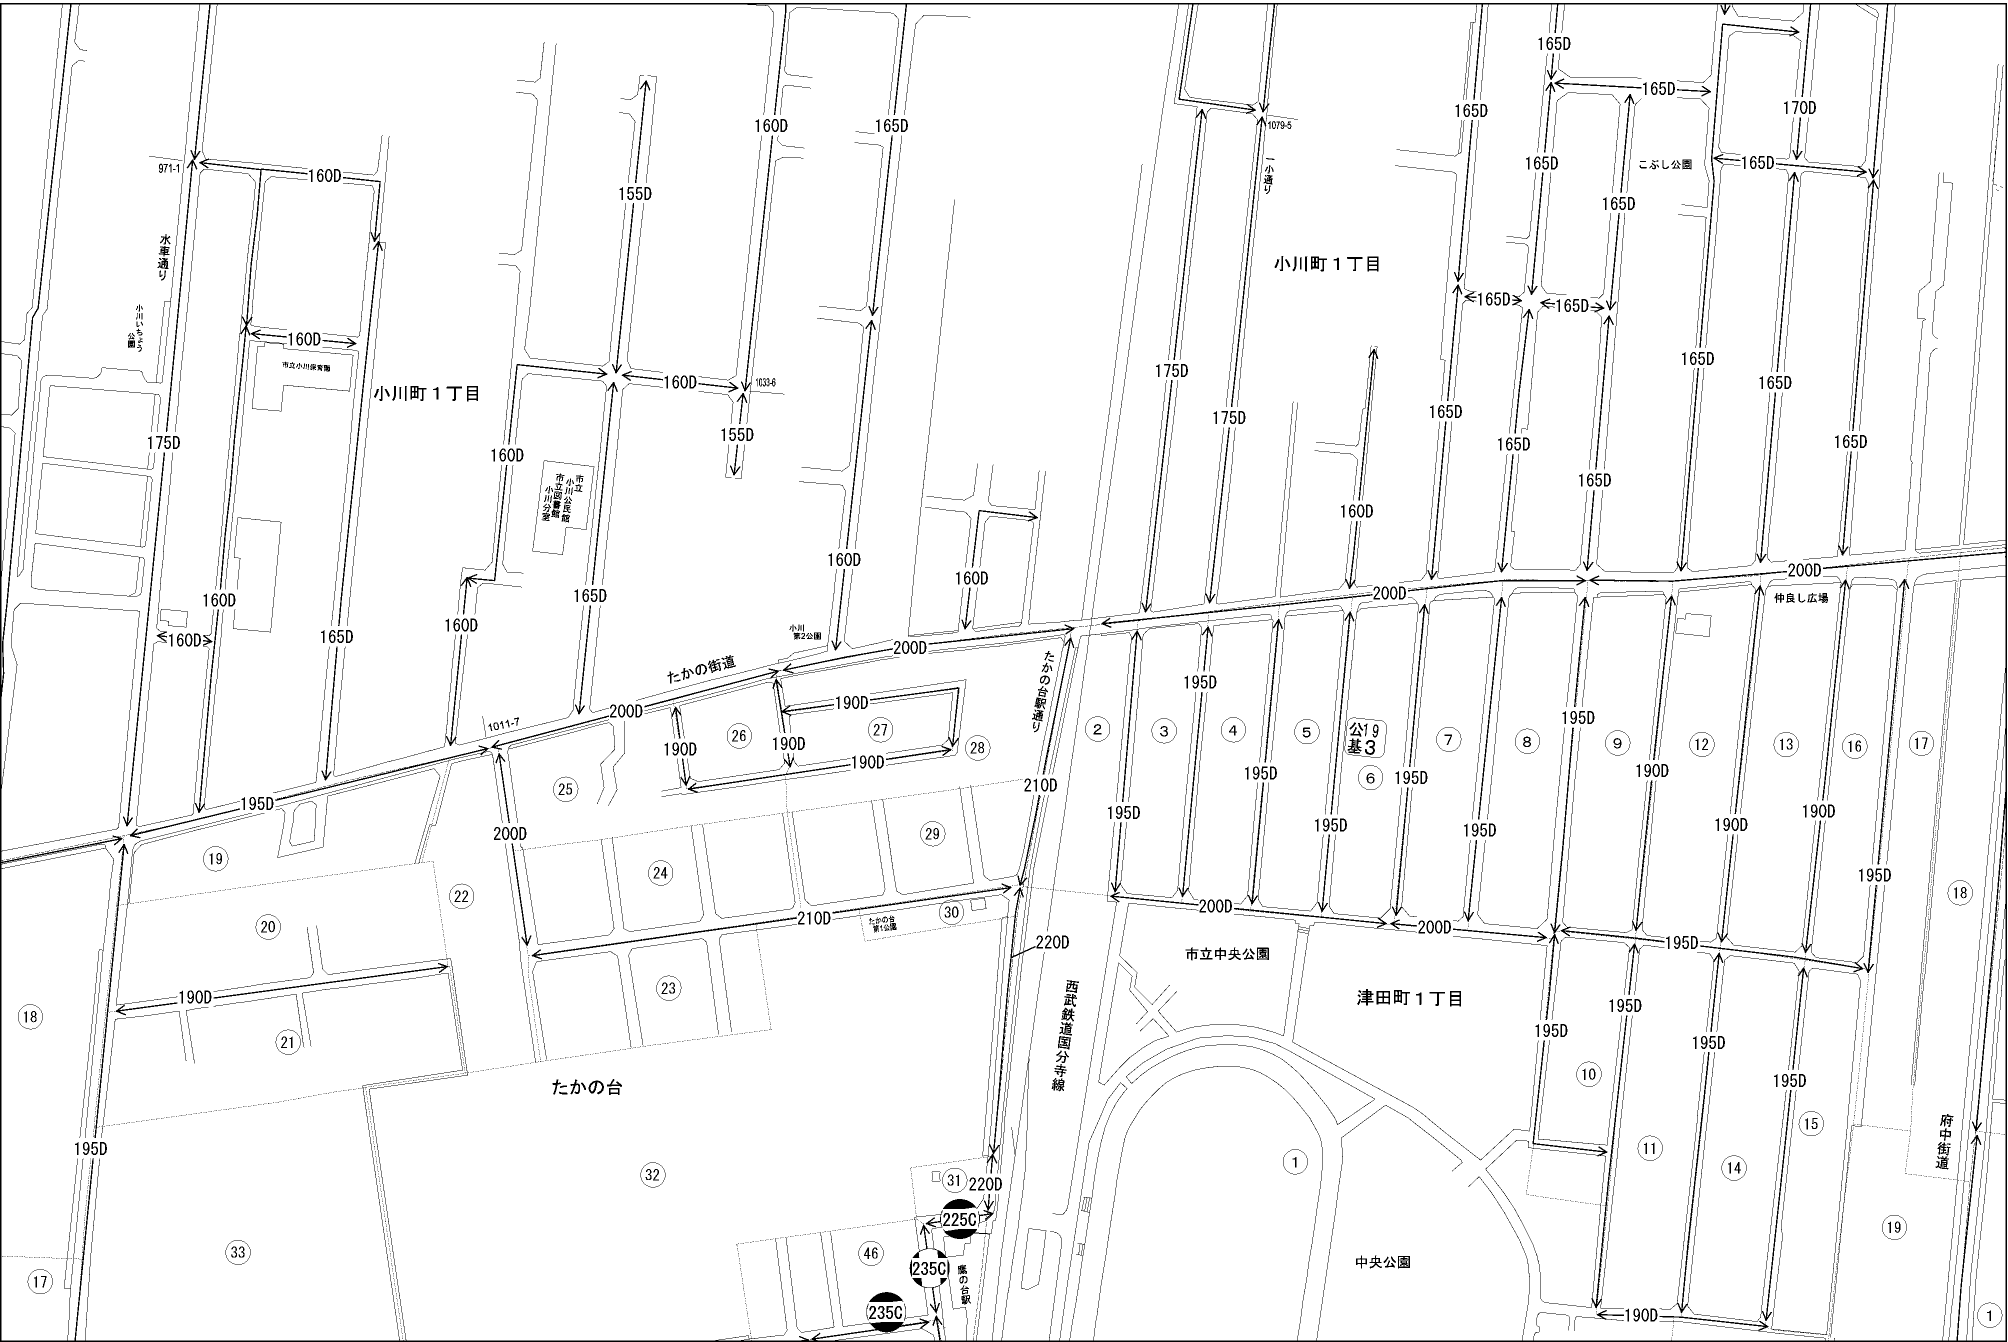 165D
165D
165D
170D
160D
165D
165D
1079-5
971-1
160D
155D
165D
165D
こぶし公園
165D
一小通り
水車通り
小川町1丁目
165D
165D
165D
小川いちょう
公園
160D
市立小川保育園
小川町1丁目
160D
1033-6
175D
165D
165D
175D
155D
175D
165D
165D
165D
160D
165D
市立
小川公民館
市立図書館
小川分室
160D
160D
160D
200D
200D
160D
165D
仲良し広場
160D
165D
160D
小川
第2公園
200D
たかの街道
たかの台駅通り
195D
190D
200D
195D
1011-7
26
27
28
190D
190D
190D
2
3
4
5
公19
基3
6
7
8
9
12
13
16
17
25
210D
195D
195D
190D
195D
195D
195D
195D
190D
190D
200D
29
19
24
195D
22
18
200D
210D
たかの台
第1公園
30
20
200D
195D
220D
市立中央公園
23
190D
津田町1丁目
西武鉄道国分寺線
18
195D
195D
21
195D
10
195D
たかの台
15
府中街道
195D
11
1
14
32
31
220D
225C
19
33
46
235C
中央公園
鷹の台駅
17
235C
190D
1